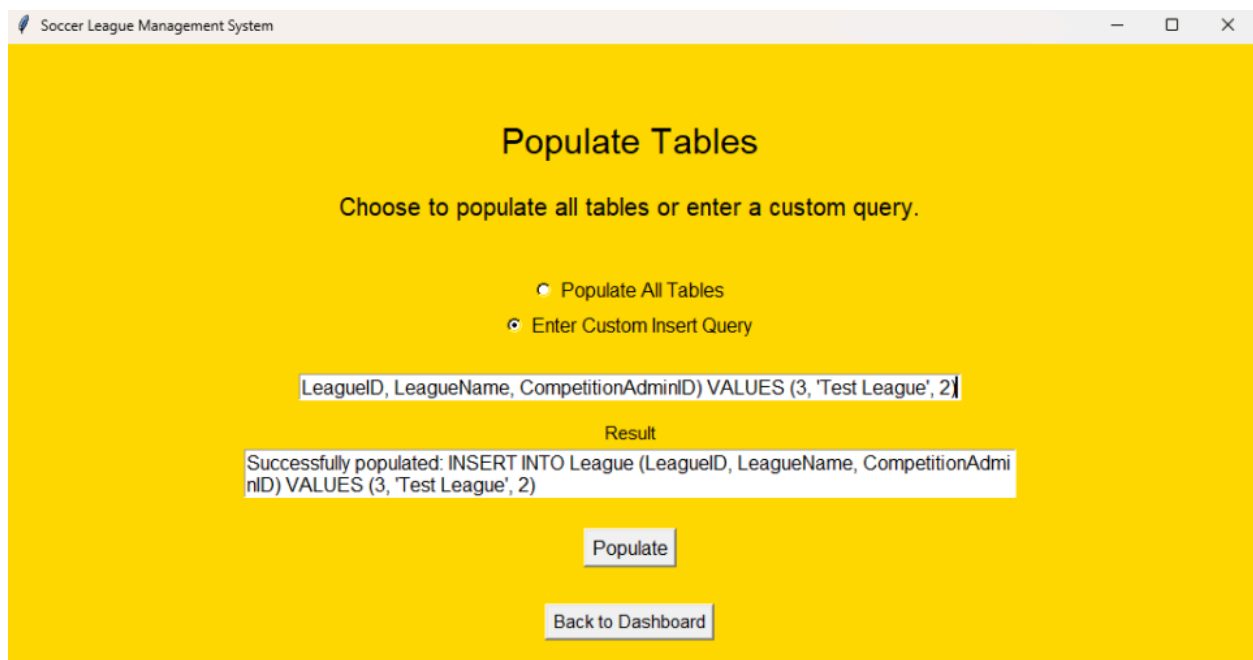 Soccer League Management System
Populate Tables
Choose to populate all tables or enter a custom query.
Populate All Tables
Enter Custom Insert Query
LeagueID, LeagueName, CompetitionAdminID) VALUES (3, 'Test League', 2)
Result
Successfully populated: INSERT INTO League (LeagueID, LeagueName, CompetitionAdmi
nID) VALUES (3, 'Test League', 2)
Populate
Back to Dashboard